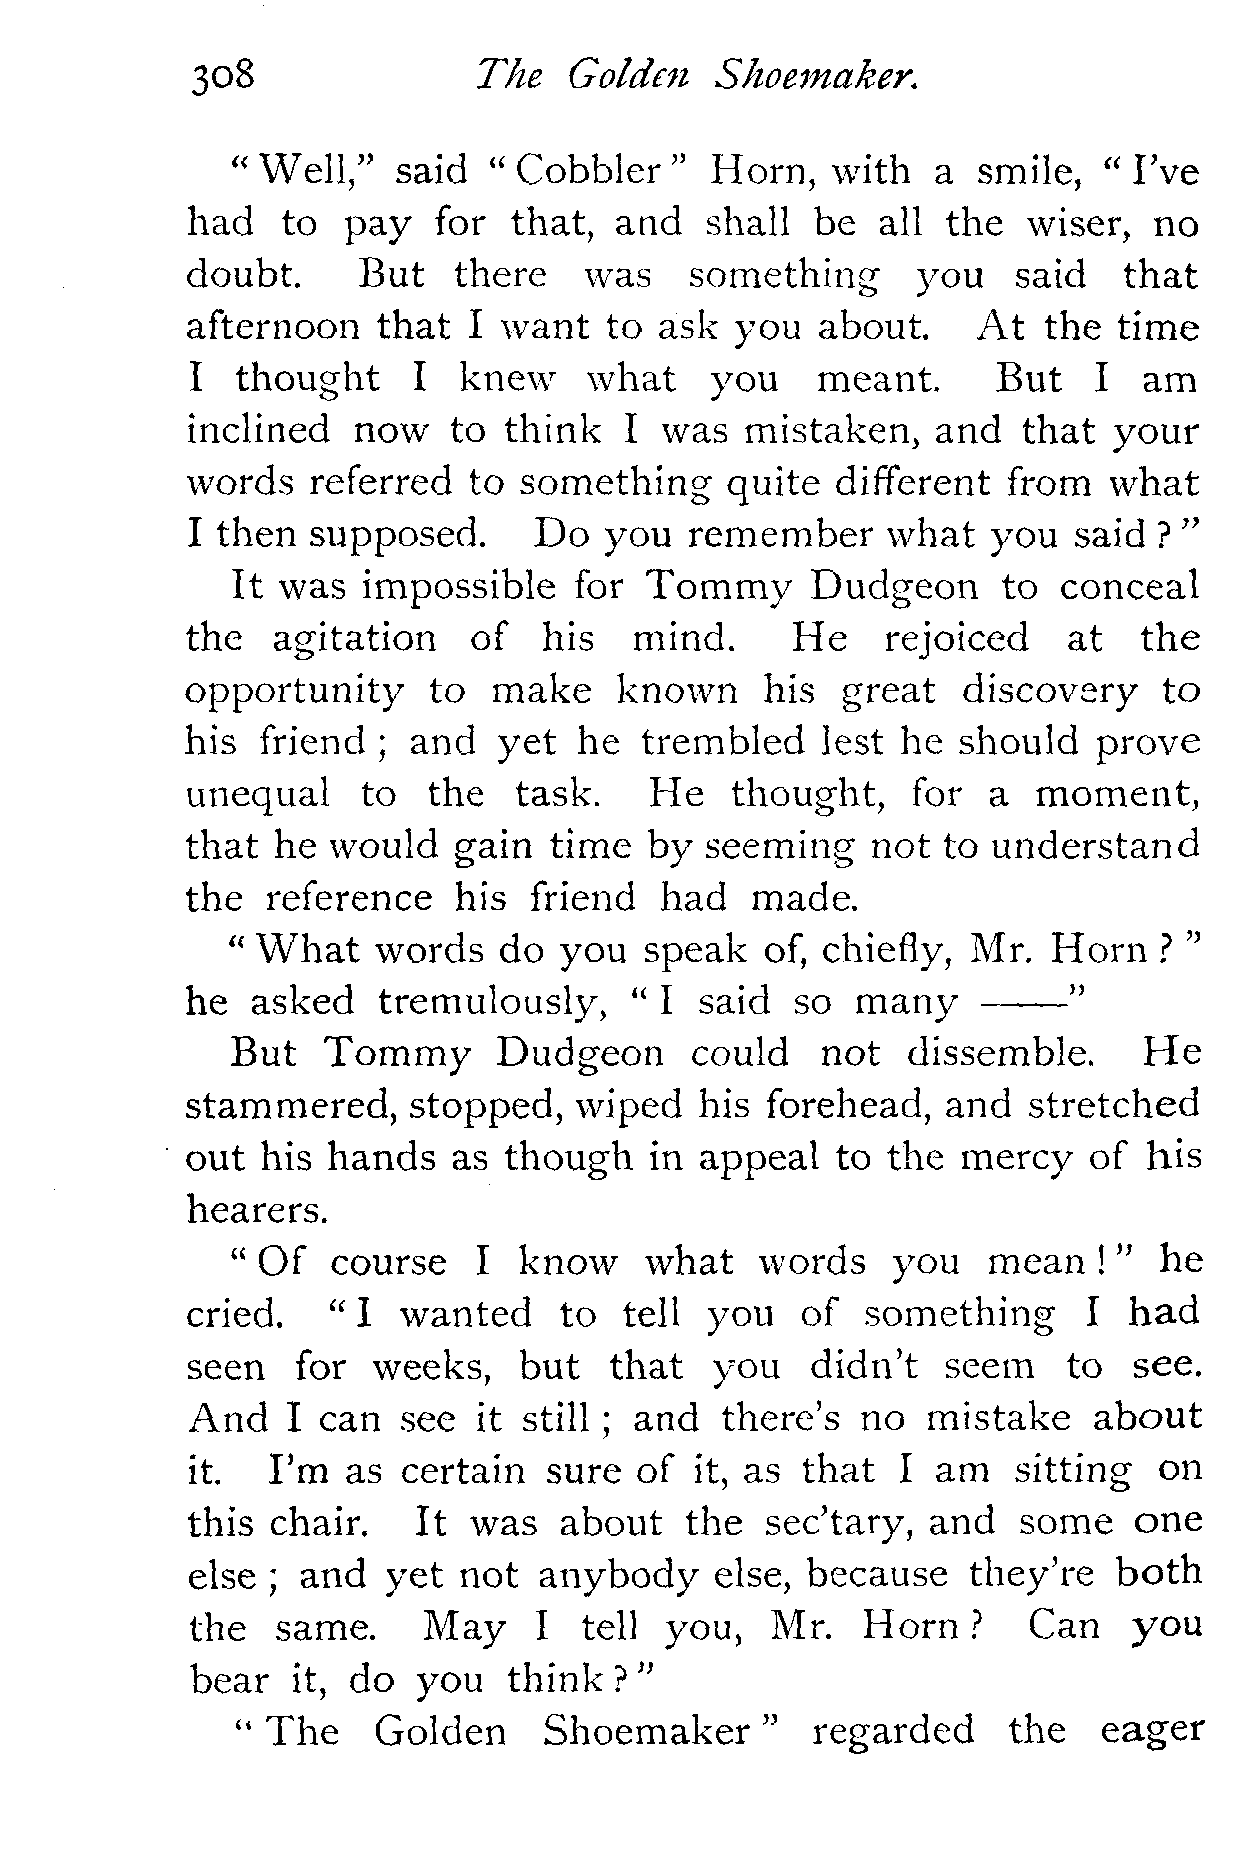 308 The Golden Shoemaker.
"Well," said "Cobbler" Horn, with a smile, "I've
had to pay for that, and shall be all the wiser, no
doubt. But there was something you said that
afternoon that I want to ask you about. At the time
I thought I knew what you meant. But I am
inclined now to think I was mistaken, and that your
words referred to something quite different from what
I then supposed. Do you remember what you said?"
It was impossible for Tommy Dudgeon to conceal
the agitation of his mind. He rejoiced at the
opportunity to make known his great discovery to
his friend; and yet he trembled lest he should prove
unequal to the task. He thought, for a moment,
that he would gain time by seeming not to understand
the reference his friend had made.
"What words do you speak of, chiefly, Mr. Horn?"
he asked tremulously, "I said so many ——"
But Tommy Dudgeon could not dissemble. He
stammered, stopped, wiped his forehead, and stretched
out his hands as though in appeal to the mercy of his
hearers.
"Of course I know what words you mean!" he
cried. "I wanted to tell you of something I had
seen for weeks, but that you didn't seem to see.
And I can see it still; and there's no mistake about
it. I'm as certain sure of it, as that I am sitting on
this chair. It was about the sec'tary, and some one
else; and yet not anybody else, because they're both
the same. May I tell you, Mr. Horn? Can you
bear it, do you think?"
"The Golden Shoemaker" regarded the eager